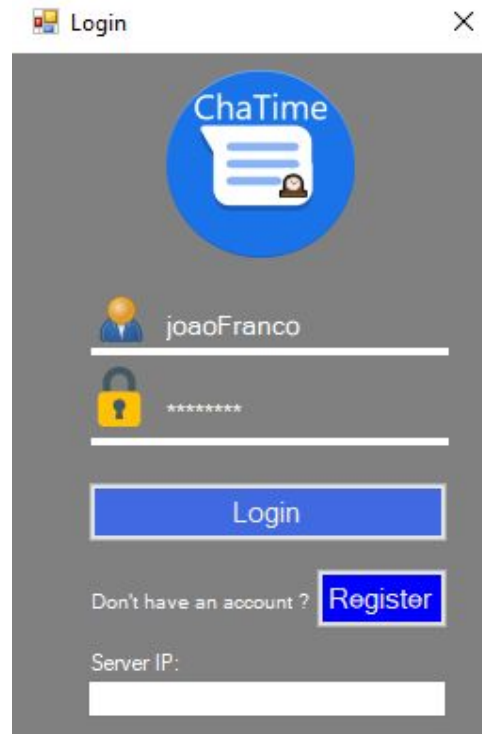 Login
ChaTime
joaoFranco
********
Login
Don't have an account ? Register
Server IP: